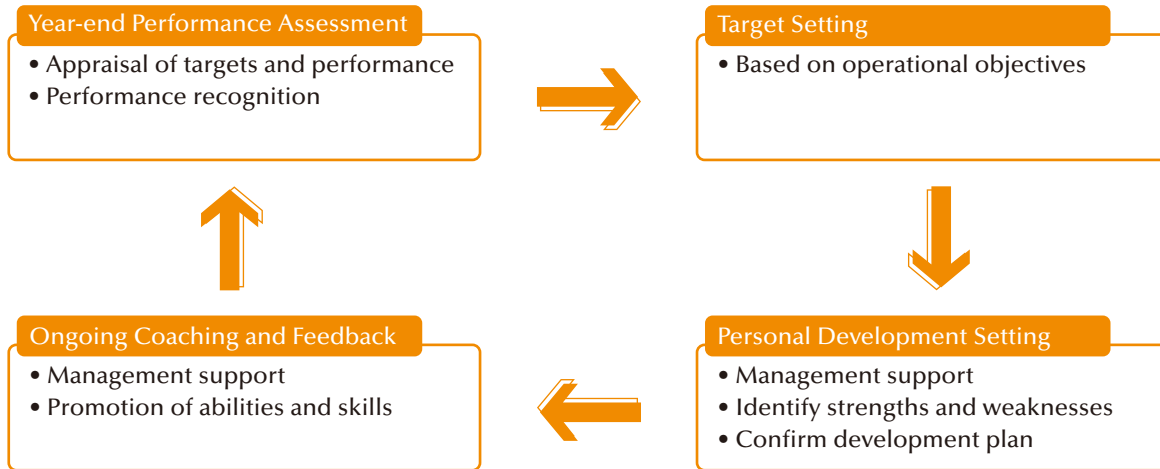 Year-end Performance Assessment
• Appraisal of targets and performance
• Performance recognition
Target Setting
• Based on operational objectives
Ongoing Coaching and Feedback
• Management support
• Promotion of abilities and skills
Personal Development Setting
• Management support
• Identify strengths and weaknesses
• Confirm development plan